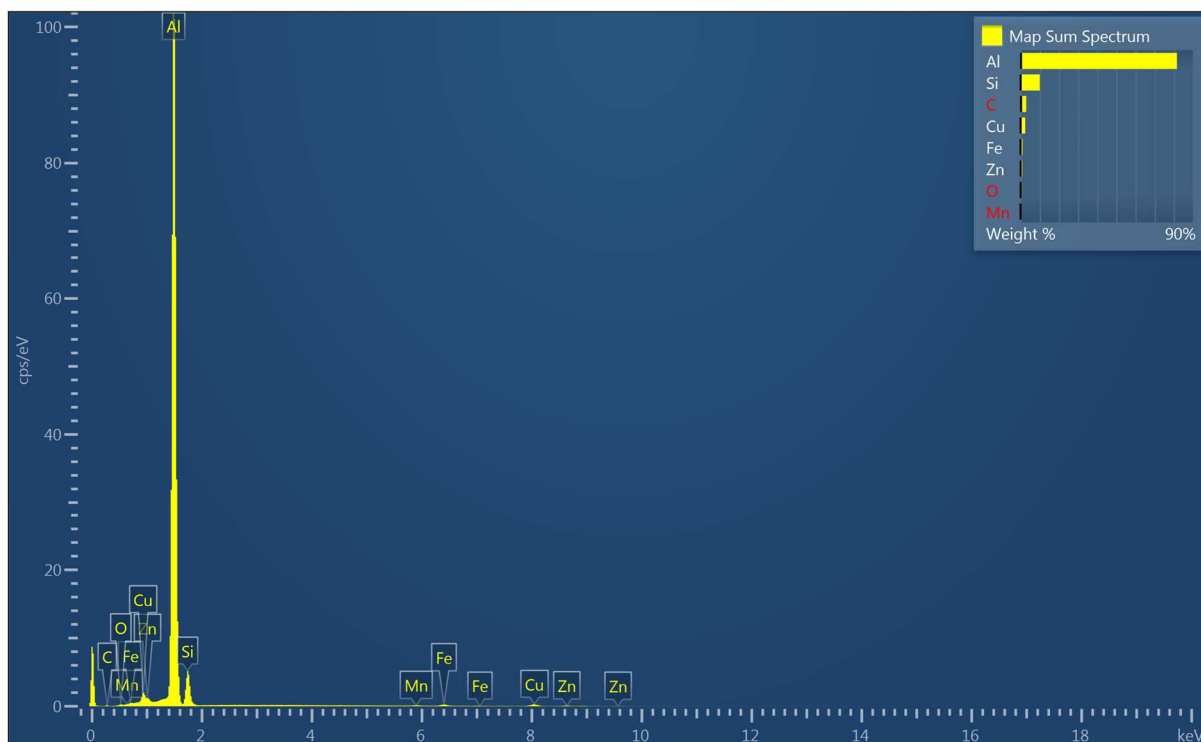 100
80
60
40
20
0
cps/eV
Al
Cu
O
Zn
C
Fe
Mn
Si
Mn
Fe
Fe
Cu
Zn
Zn
0 2 4 6 8 10 12 14 16 18 keV
Map Sum Spectrum
Al
Si
C
Cu
Fe
Zn
O
Mn
Weight % 90%